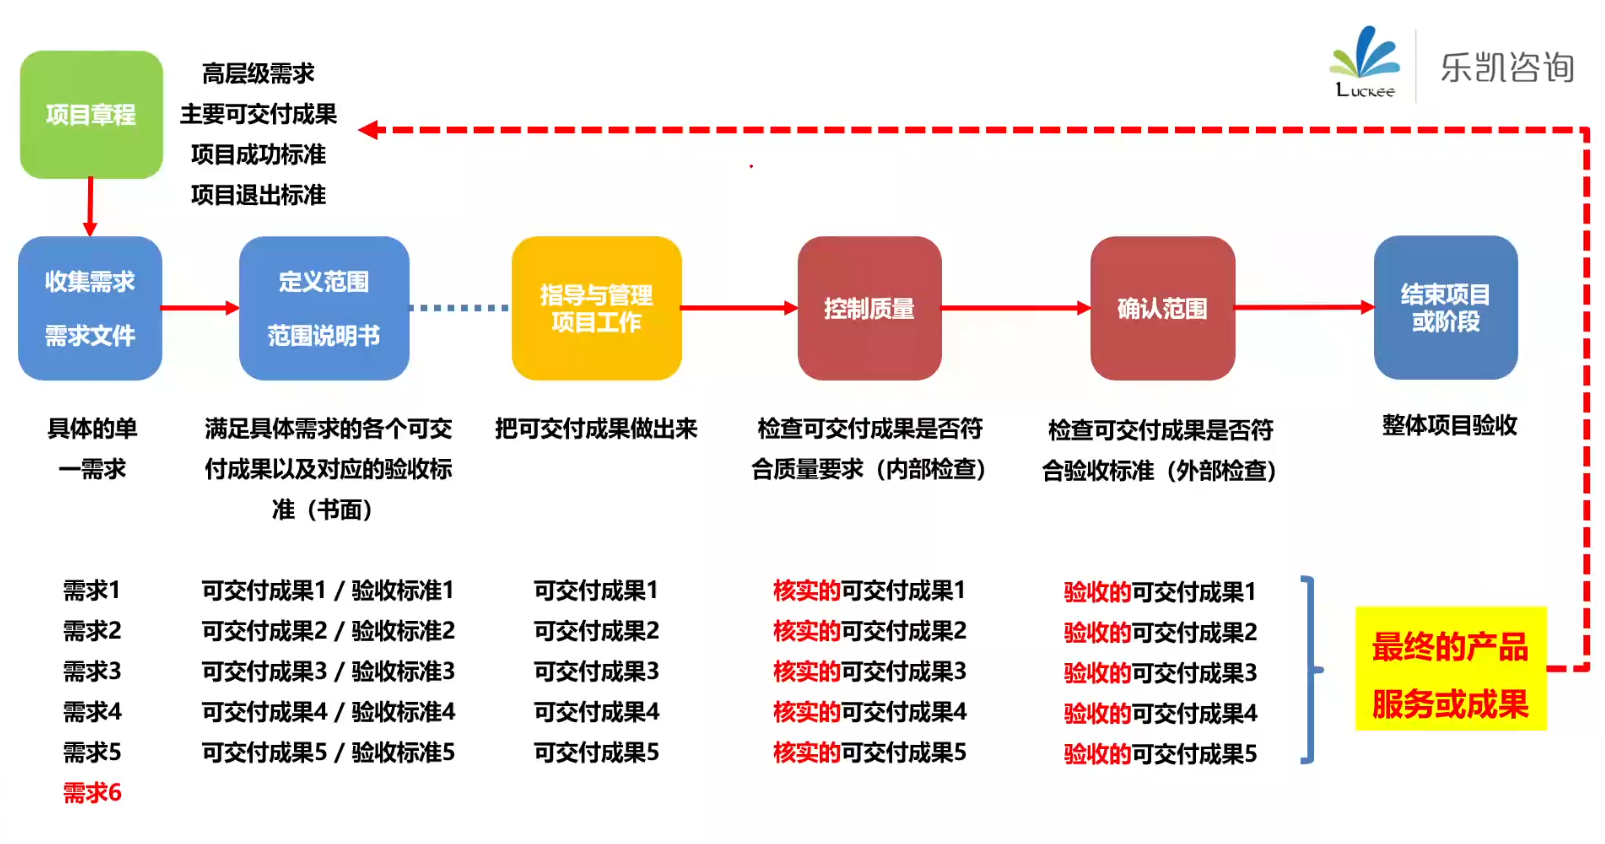 LUCKEE
乐凯咨询
项目章程
高层级需求
主要可交付成果
项目成功标准
项目退出标准
收集需求
需求文件
定义范围
范围说明书
指导与管理
项目工作
控制质量
确认范围
结束项目
或阶段
具体的单
一需求
满足具体需求的各个可交
付成果以及对应的验收标
准（书面）
把可交付成果做出来
检查可交付成果是否符
合质量要求（内部检查）
检查可交付成果是否符
合验收标准（外部检查）
整体项目验收
需求1
需求2
需求3
需求4
需求5
需求6
可交付成果1 / 验收标准1
可交付成果2 / 验收标准2
可交付成果3 / 验收标准3
可交付成果4 / 验收标准4
可交付成果5 / 验收标准5
可交付成果1
可交付成果2
可交付成果3
可交付成果4
可交付成果5
核实的可交付成果1
核实的可交付成果2
核实的可交付成果3
核实的可交付成果4
核实的可交付成果5
验收的可交付成果1
验收的可交付成果2
验收的可交付成果3
验收的可交付成果4
验收的可交付成果5
最终的产品
服务或成果